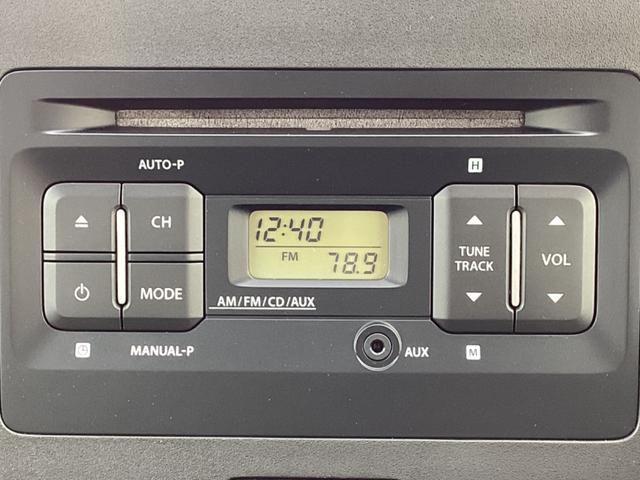 AUTO-P
H
CH
12:40
TUNE
TRACK
VOL
FM 78.9
MODE
AM/FM/CD/AUX
MANUAL-P
AUX
M